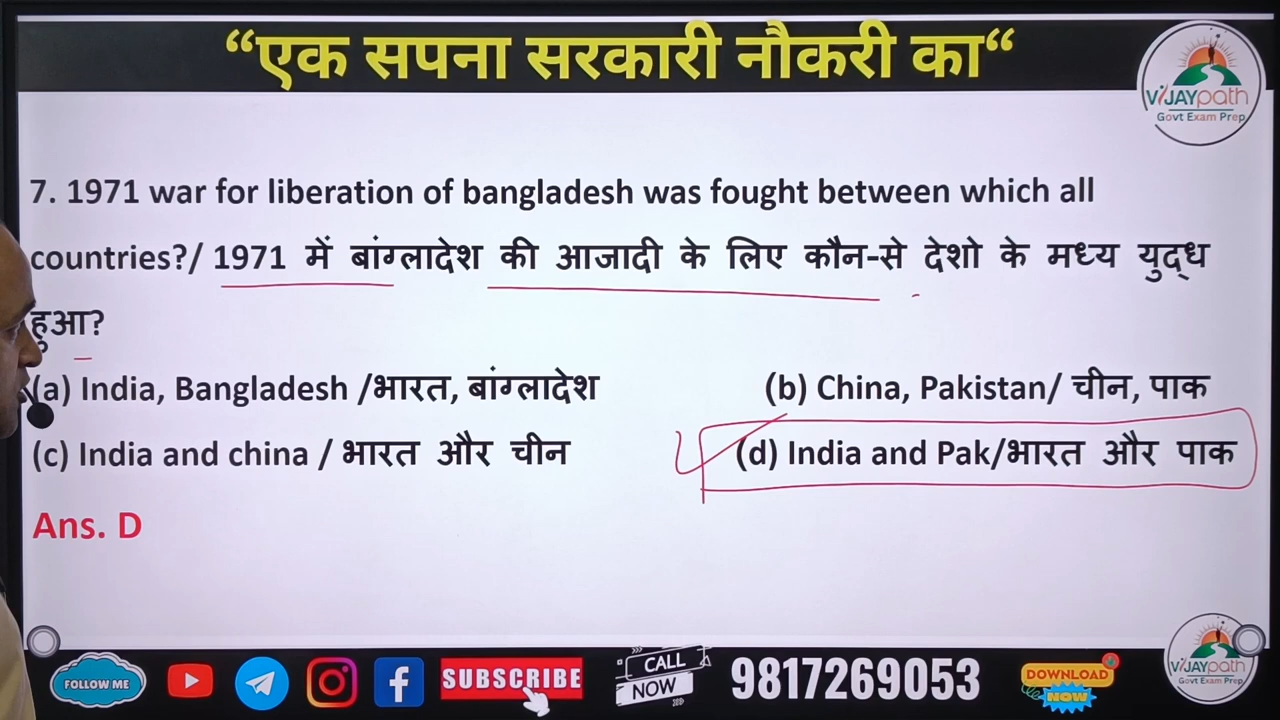 “एक सपना सरकारी नौकरी का“
VIJAYpath
Govt Exam Prep
7. 1971 war for liberation of bangladesh was fought between which all
countries?/ 1971 में बांग्लादेश की आजादी के लिए कौन-से देशो के मध्य युद्ध
हुआ?
(a) India, Bangladesh /भारत, बांग्लादेश (b) China, Pakistan/ चीन, पाक
(c) India and china / भारत और चीन (d) India and Pak/भारत और पाक
Ans. D
VIJAYpath
Govt Exam Prep
FOLLOW ME SUBSCRIBE CALL NOW 9817269053 DOWNLOAD NOW